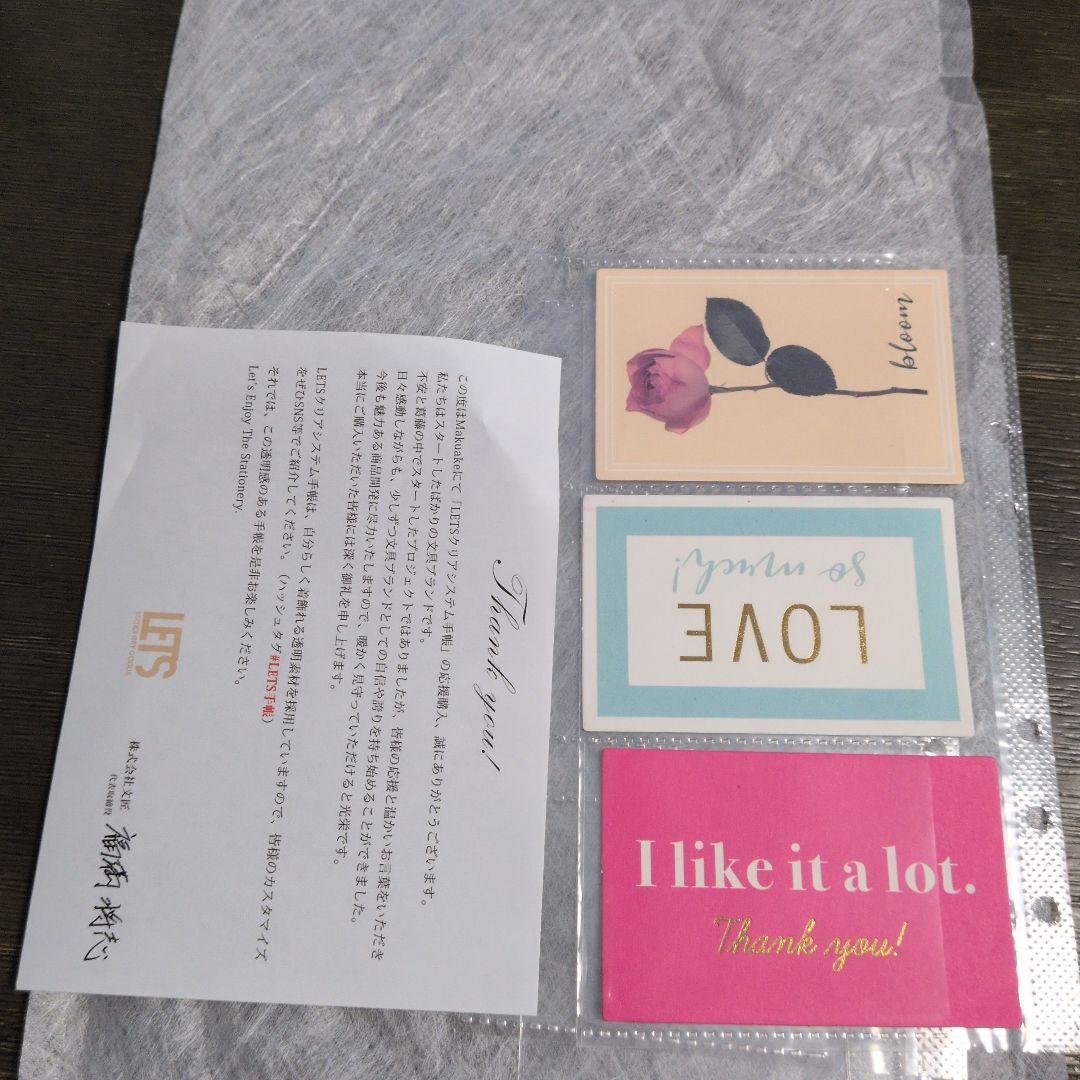 Thank you!
この度はMakuakeにて「LETSクリアシステム手帳」の応援購入、誠にありがとうございます。
私たちはスタートしたばかりの文具ブランドです。
不安と葛藤の中でスタートしたプロジェクトではありましたが、皆様の応援と温かいお言葉をいただき
日々感動しながらも、少しずつ文具ブランドとしての自信や誇りを持ち始めることができました。
今後も魅力ある商品開発に尽力いたしますので、暖かく見守っていただけると光栄です。
本当にご購入いただいた皆様には深く御礼を申し上げます。
LETSクリアシステム手帳は、自分らしく着飾れる透明素材を採用していますので、皆様のカスタマイズ
をぜひSNS等でご紹介してください。（ハッシュタグ#LETS手帳）
それでは、この透明感のある手帳を是非お楽しみください。
Let's Enjoy The Stationery.
LETS
STATIONERY GOODS
株式会社文匠
代表取締役
bloom
LOVE
so much!
I like it a lot.
Thank you!